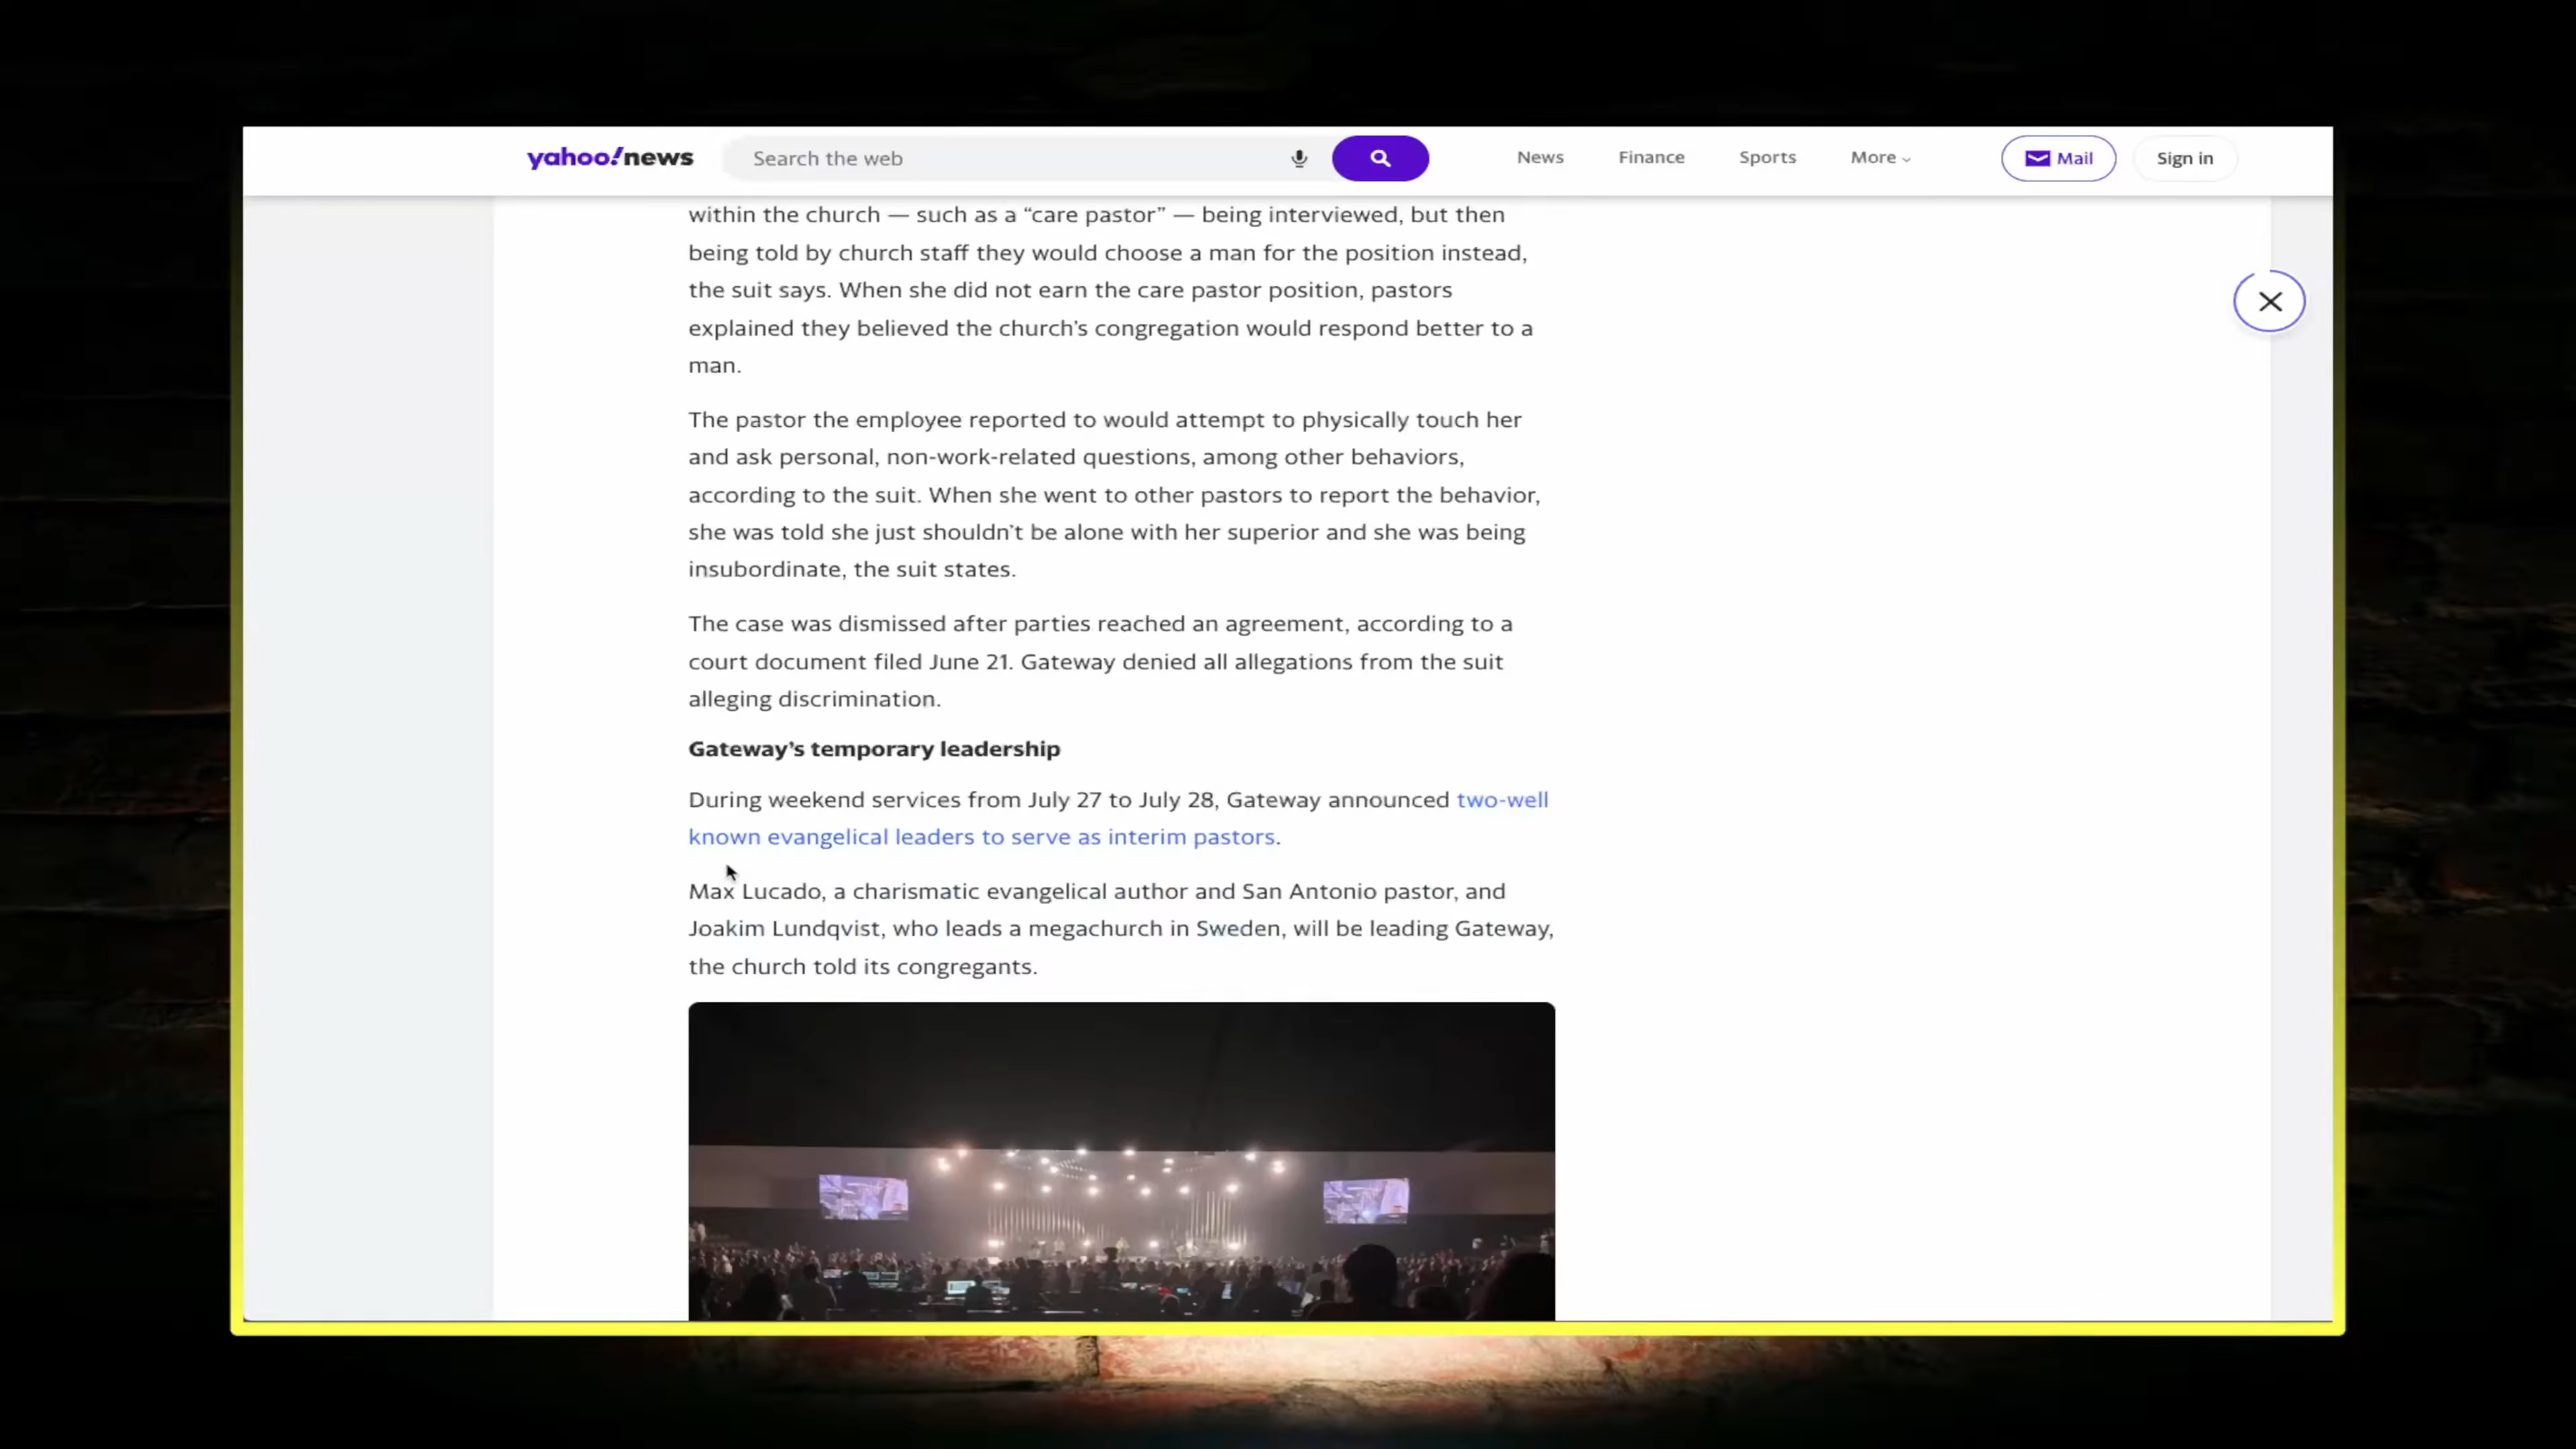 yahoo!news
Search the web
News
Finance
Sports
More
Mail
Sign in
within the church — such as a “care pastor” — being interviewed, but then
being told by church staff they would choose a man for the position instead,
the suit says. When she did not earn the care pastor position, pastors
explained they believed the church’s congregation would respond better to a
man.
The pastor the employee reported to would attempt to physically touch her
and ask personal, non-work-related questions, among other behaviors,
according to the suit. When she went to other pastors to report the behavior,
she was told she just shouldn’t be alone with her superior and she was being
insubordinate, the suit states.
The case was dismissed after parties reached an agreement, according to a
court document filed June 21. Gateway denied all allegations from the suit
alleging discrimination.
Gateway’s temporary leadership
During weekend services from July 27 to July 28, Gateway announced two-well
known evangelical leaders to serve as interim pastors.
Max Lucado, a charismatic evangelical author and San Antonio pastor, and
Joakim Lundqvist, who leads a megachurch in Sweden, will be leading Gateway,
the church told its congregants.